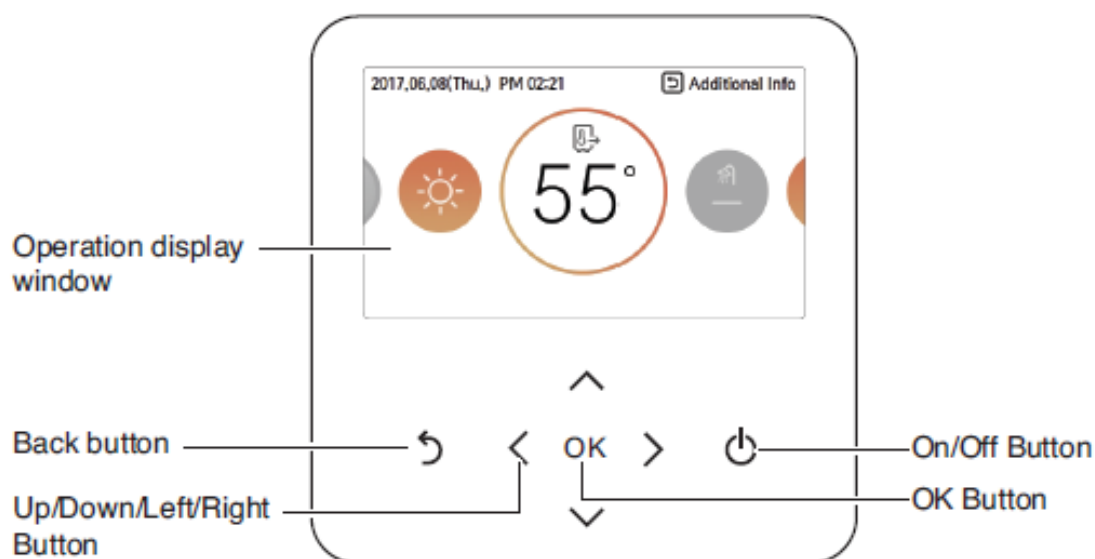 2017.06.08(Thu.) PM 02:21
Additional Info
55°
Operation display
window
Back button
OK
On/Off Button
OK Button
Up/Down/Left/Right
Button